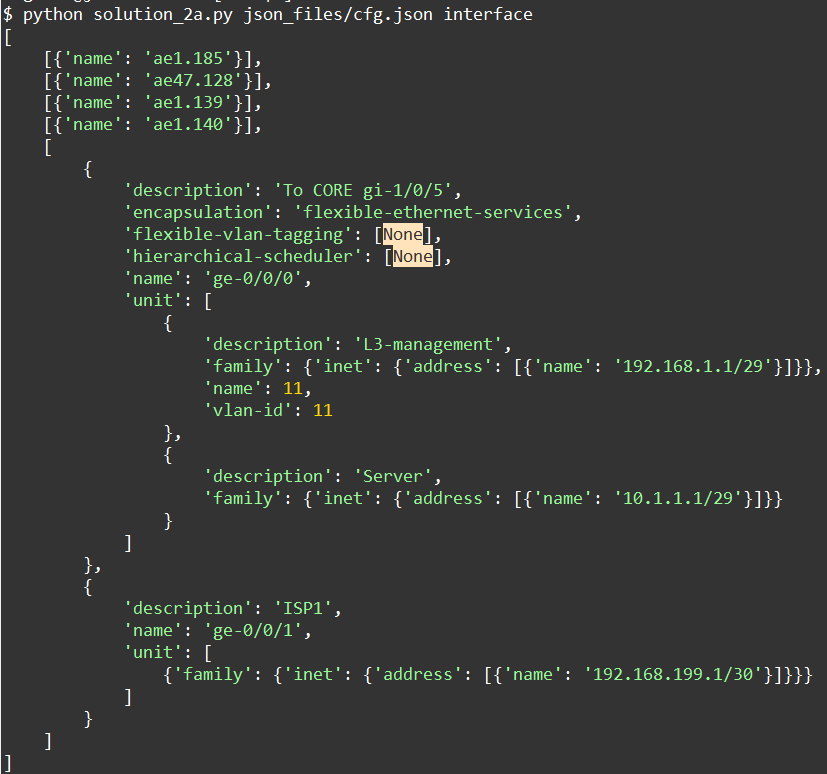 $ python solution_2a.py json_files/cfg.json interface
[
    [{'name': 'ae1.185'}],
    [{'name': 'ae47.128'}],
    [{'name': 'ae1.139'}],
    [{'name': 'ae1.140'}],
    [
        {
            'description': 'To CORE gi-1/0/5',
            'encapsulation': 'flexible-ethernet-services',
            'flexible-vlan-tagging': [None],
            'hierarchical-scheduler': [None],
            'name': 'ge-0/0/0',
            'unit': [
                {
                    'description': 'L3-management',
                    'family': {'inet': {'address': [{'name': '192.168.1.1/29'}]}},
                    'name': 11,
                    'vlan-id': 11
                },
                {
                    'description': 'Server',
                    'family': {'inet': {'address': [{'name': '10.1.1.1/29'}]}}
                }
            ]
        },
        {
            'description': 'ISP1',
            'name': 'ge-0/0/1',
            'unit': [
                {'family': {'inet': {'address': [{'name': '192.168.199.1/30'}]}}}
            ]
        }
    ]
]